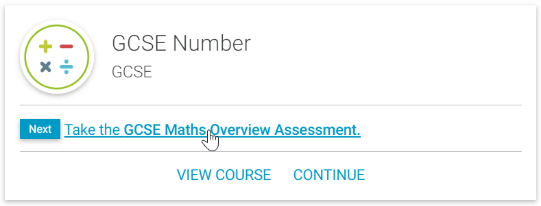 GCSE Number
GCSE
Next Take the GCSE Maths Overview Assessment.
VIEW COURSE CONTINUE